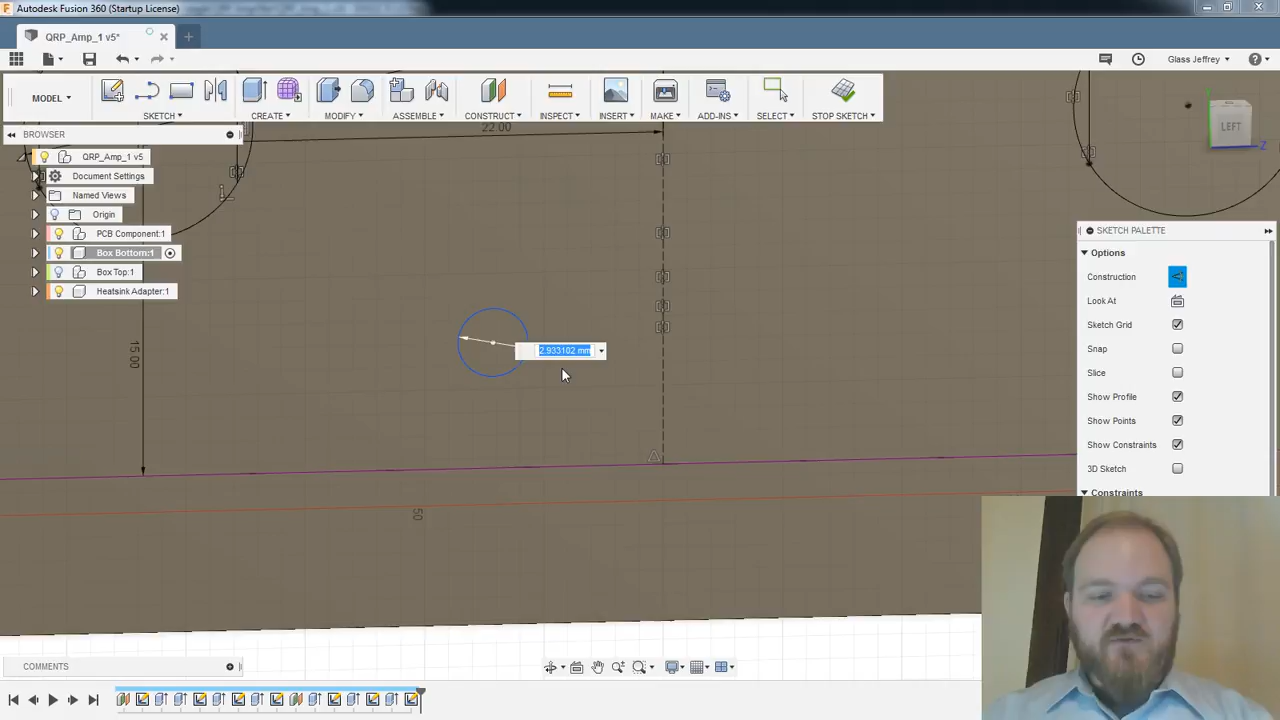 Autodesk Fusion 360 (Startup License)
QRP_Amp_1 v5*
Glass Jeffrey
MODEL
SKETCH
CREATE
MODIFY
ASSEMBLE
CONSTRUCT
INSPECT
INSERT
MAKE
ADD-INS
SELECT
STOP SKETCH
BROWSER
QRP_Amp_1 v5
Document Settings
Named Views
Origin
PCB Component:1
Box Bottom:1
Box Top:1
Heatsink Adapter:1
22.00
15.00
50
2.933102 mm
LEFT
Z
SKETCH PALETTE
Options
Construction
Look At
Sketch Grid
Snap
Slice
Show Profile
Show Points
Show Constraints
3D Sketch
Constraints
COMMENTS